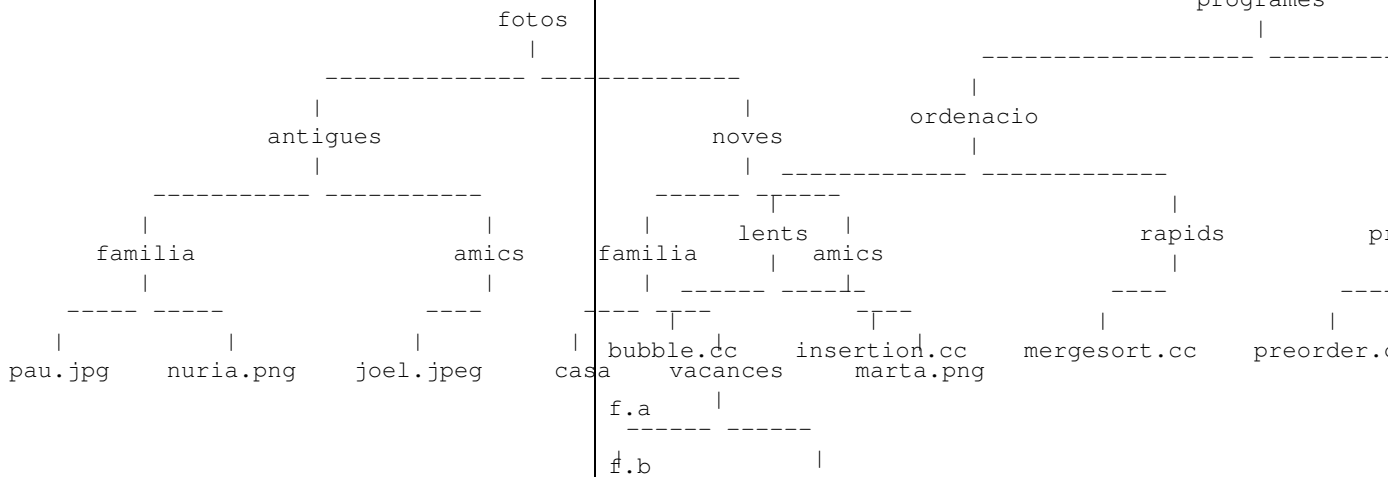 programes
fotos
ordenacio
antigues
noves
lents
rapids
familia
amics
familia
amics
bubble.cc
insertion.cc
mergesort.cc
pau.jpg
nuria.png
joel.jpeg
casa
vacances
marta.png
f.a
f.b